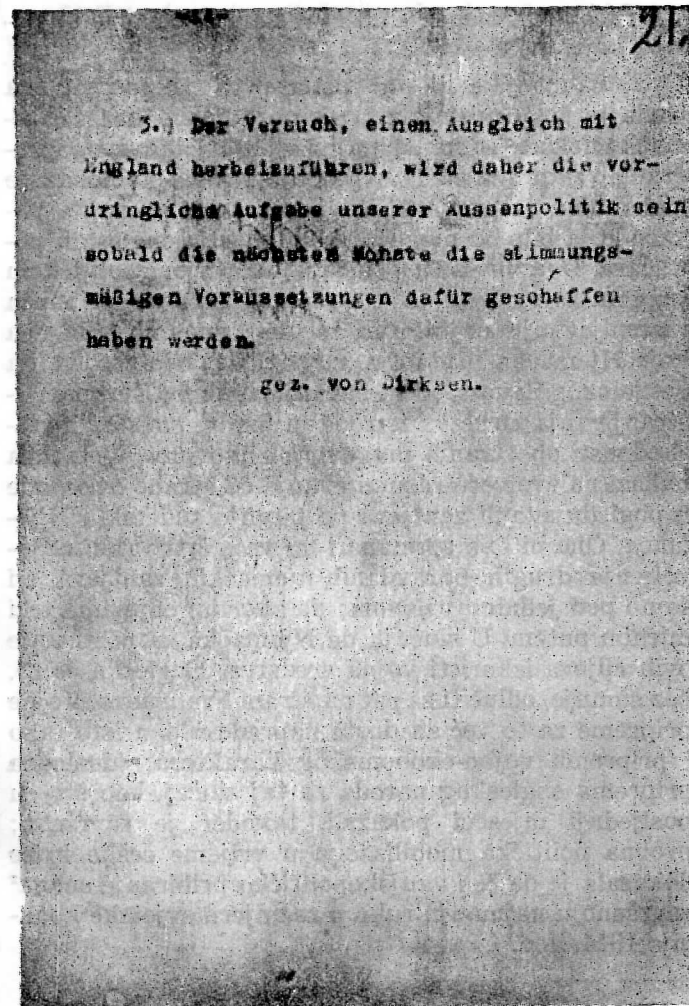 21.
3.) Der Versuch, einen Ausgleich mit
England herbeizuführen, wird daher die vor-
dringliche Aufgabe unserer Aussenpolitik sein
sobald die nächsten Monate die stimmungs-
mäßigen Voraussetzungen dafür geschaffen
haben werden.
gez. von Dirksen.